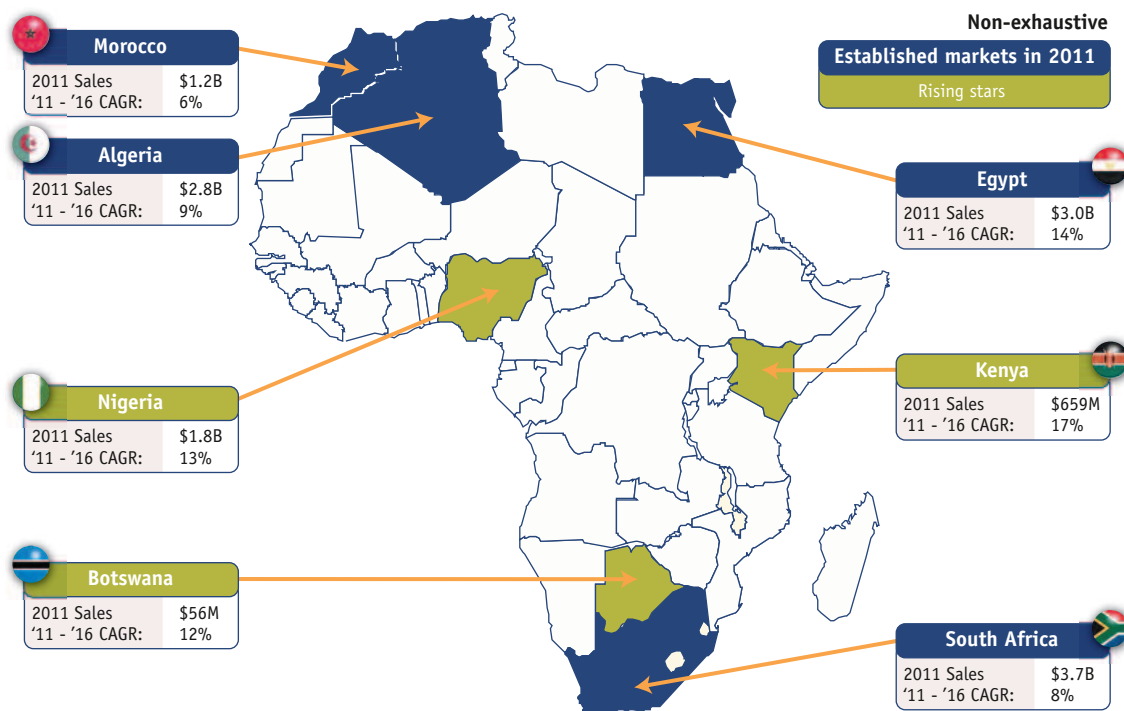 Non-exhaustive
Established markets in 2011
Rising stars
Morocco
2011 Sales $1.2B
‘11 - ’16 CAGR: 6%
Algeria
2011 Sales $2.8B
‘11 - ’16 CAGR: 9%
Egypt
2011 Sales $3.0B
‘11 - ’16 CAGR: 14%
Nigeria
2011 Sales $1.8B
‘11 - ’16 CAGR: 13%
Kenya
2011 Sales $659M
‘11 - ’16 CAGR: 17%
Botswana
2011 Sales $56M
‘11 - ’16 CAGR: 12%
South Africa
2011 Sales $3.7B
‘11 - ’16 CAGR: 8%